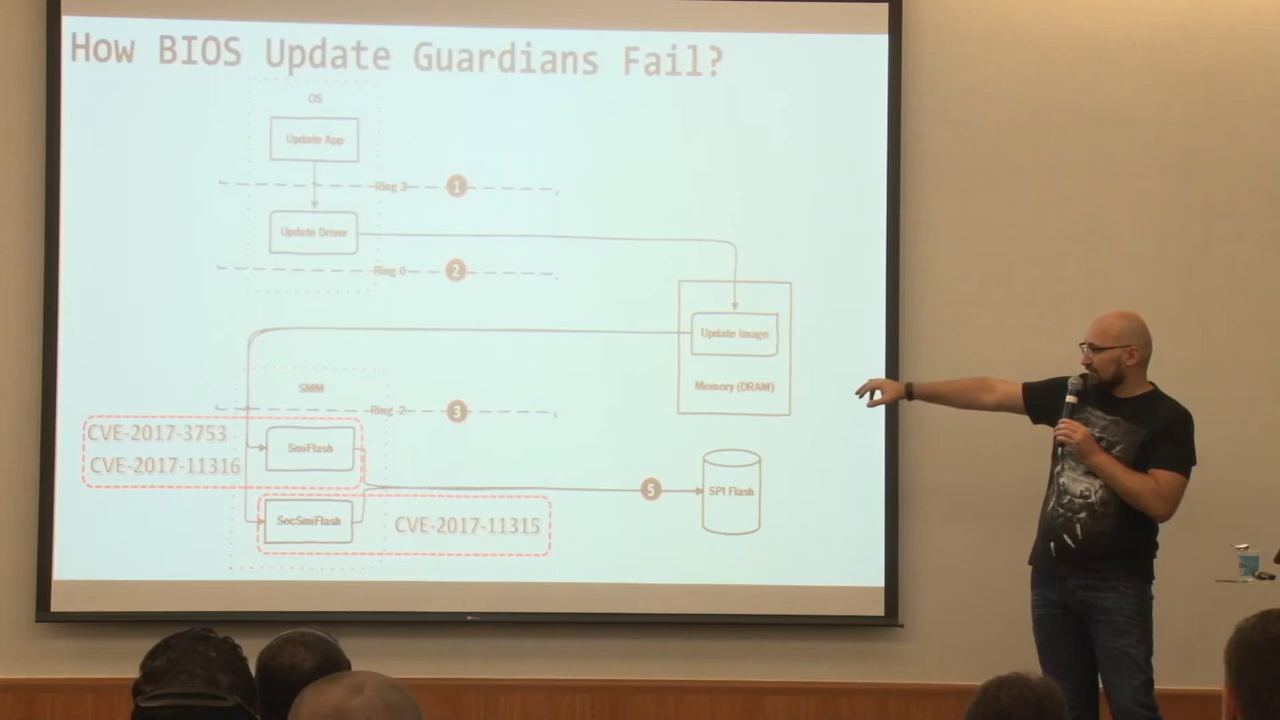 How BIOS Update Guardians Fail?
OS
Update App
Ring 3
1
Update Driver
Ring 0
2
Update Image
Memory (DRAM)
SMM
Ring -2
3
CVE-2017-3753
CVE-2017-11316
SmiFlash
5
SPI Flash
SecSmiFlash
CVE-2017-11315